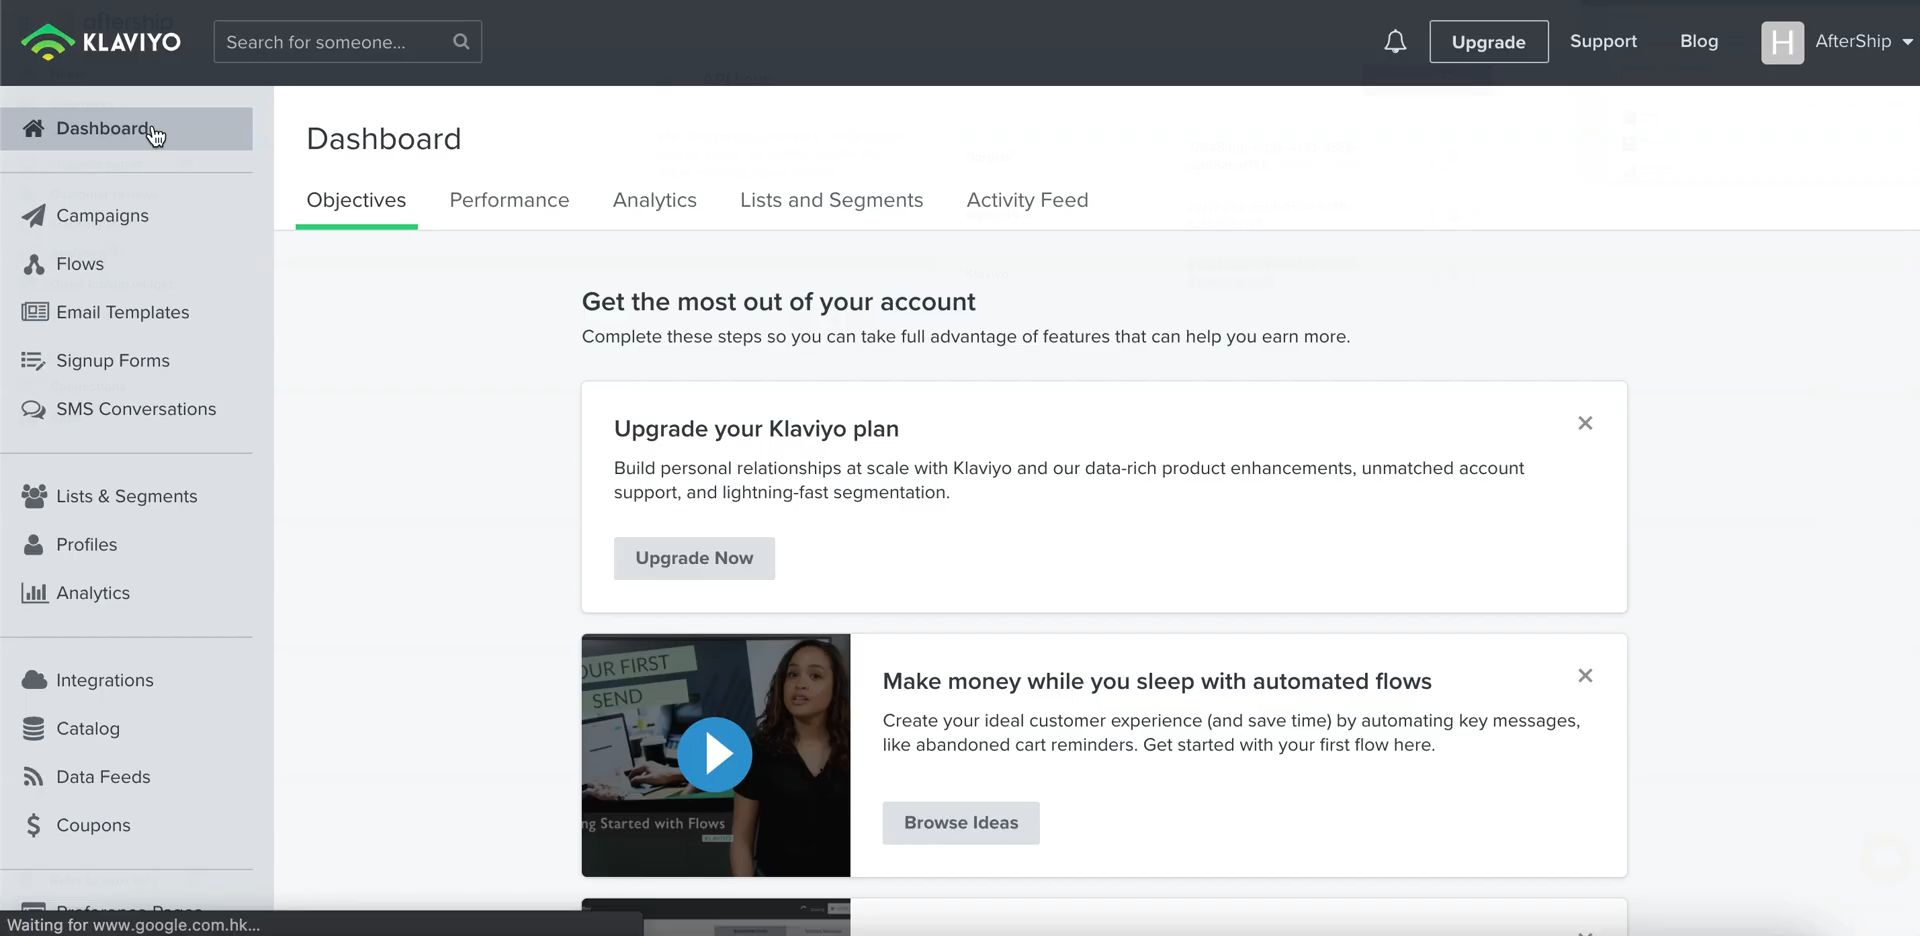 KLAVIYO
Search for someone...
Upgrade
Support
Blog
H
AfterShip
Dashboard
Campaigns
Flows
Email Templates
Signup Forms
SMS Conversations
Lists & Segments
Profiles
Analytics
Integrations
Catalog
Data Feeds
Coupons
Preference Pages
Waiting for www.google.com.hk...
Dashboard
Objectives
Performance
Analytics
Lists and Segments
Activity Feed
Get the most out of your account
Complete these steps so you can take full advantage of features that can help you earn more.
Upgrade your Klaviyo plan
Build personal relationships at scale with Klaviyo and our data-rich product enhancements, unmatched account
support, and lightning-fast segmentation.
Upgrade Now
OUR FIRST
SEND
ng Started with Flows
Make money while you sleep with automated flows
Create your ideal customer experience (and save time) by automating key messages,
like abandoned cart reminders. Get started with your first flow here.
Browse Ideas